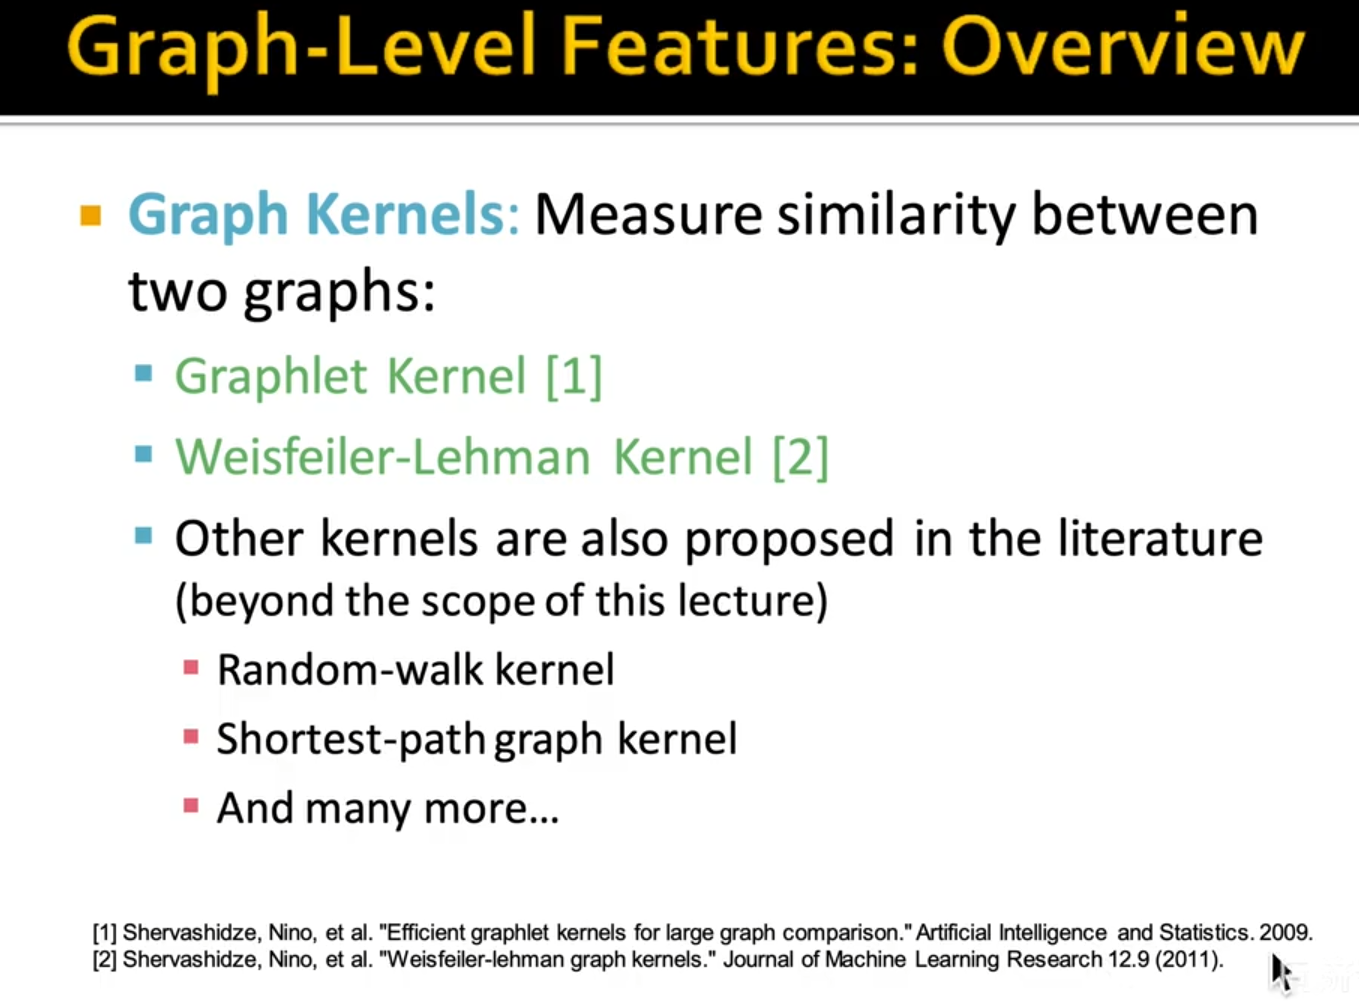 Graph-Level Features: Overview
Graph Kernels: Measure similarity between
two graphs:
Graphlet Kernel [1]
Weisfeiler-Lehman Kernel [2]
Other kernels are also proposed in the literature
(beyond the scope of this lecture)
Random-walk kernel
Shortest-path graph kernel
And many more…
[1] Shervashidze, Nino, et al. "Efficient graphlet kernels for large graph comparison." Artificial Intelligence and Statistics. 2009.
[2] Shervashidze, Nino, et al. "Weisfeiler-lehman graph kernels." Journal of Machine Learning Research 12.9 (2011).